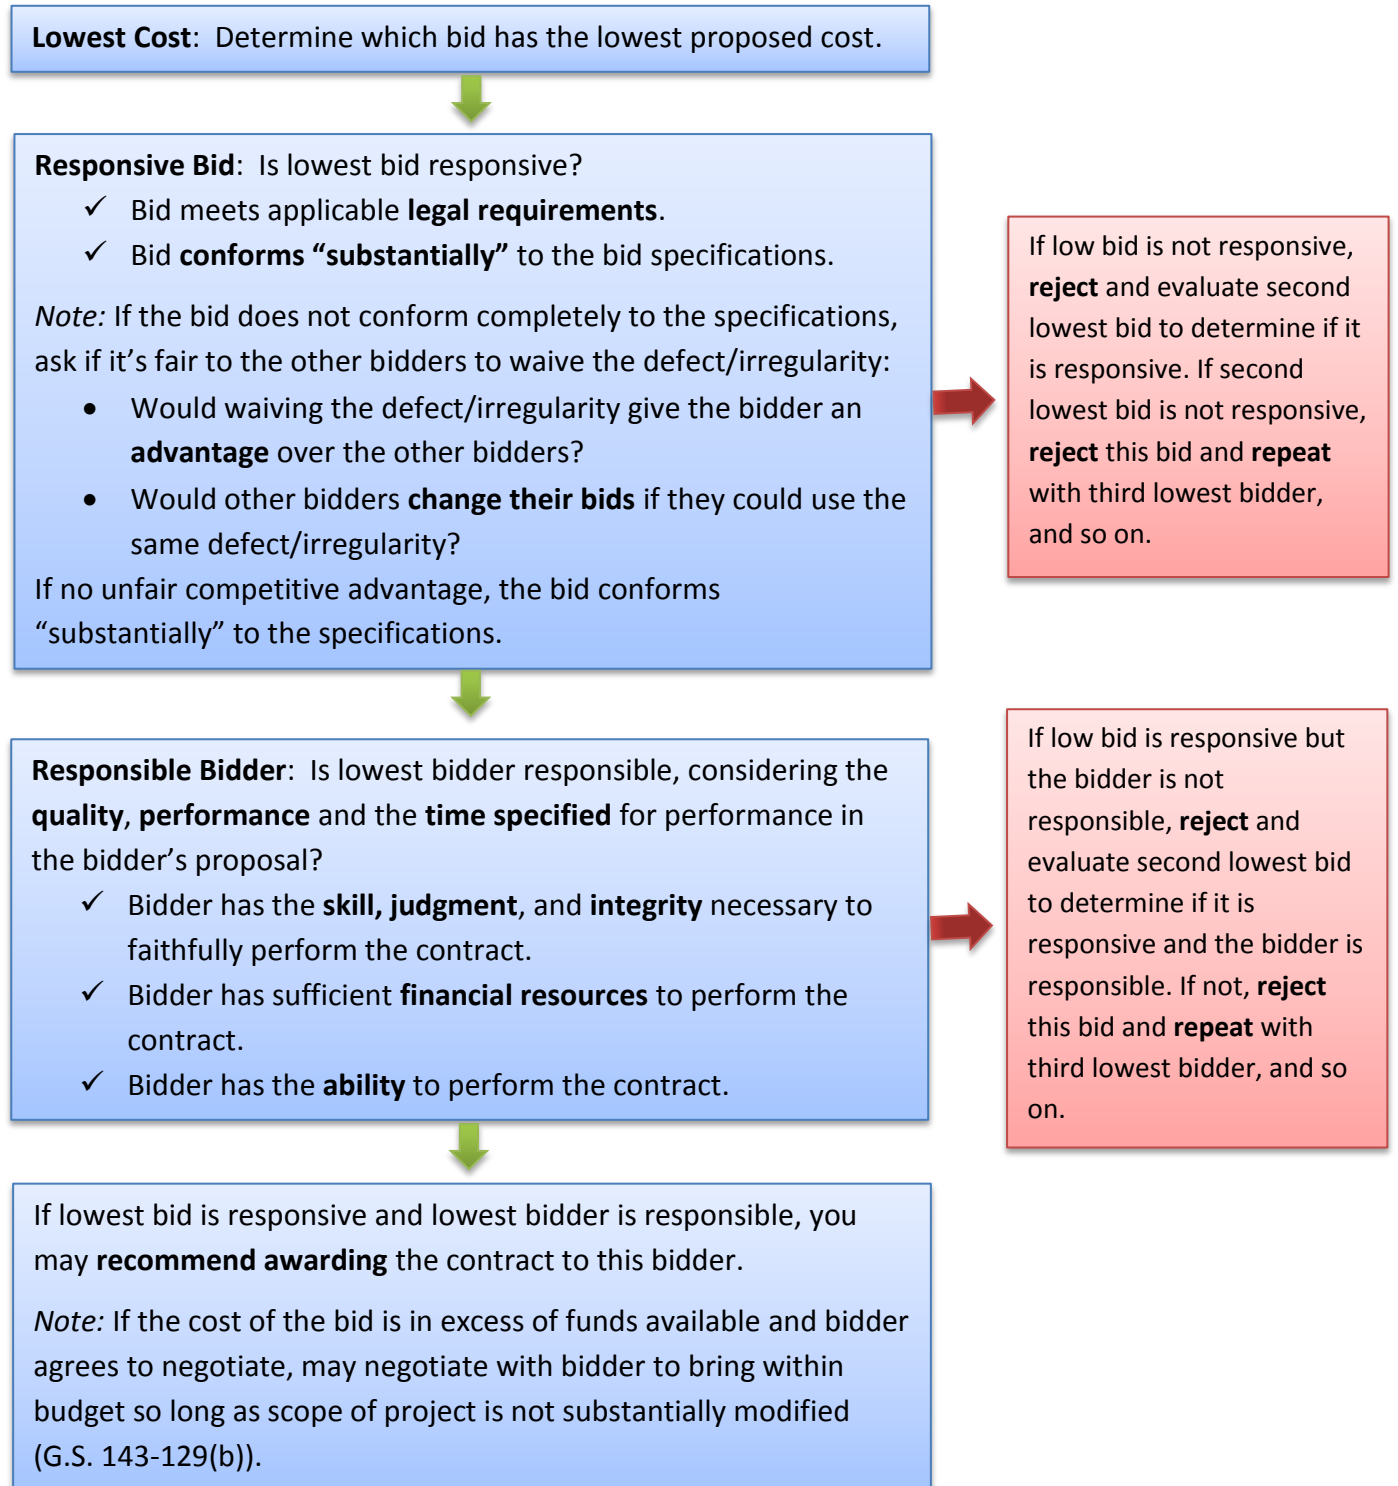 Lowest Cost: Determine which bid has the lowest proposed cost.
Responsive Bid: Is lowest bid responsive?
✓ Bid meets applicable legal requirements.
✓ Bid conforms “substantially” to the bid specifications.
Note: If the bid does not conform completely to the specifications,
ask if it’s fair to the other bidders to waive the defect/irregularity:
• Would waiving the defect/irregularity give the bidder an
advantage over the other bidders?
• Would other bidders change their bids if they could use the
same defect/irregularity?
If no unfair competitive advantage, the bid conforms
“substantially” to the specifications.
If low bid is not responsive,
reject and evaluate second
lowest bid to determine if it
is responsive. If second
lowest bid is not responsive,
reject this bid and repeat
with third lowest bidder,
and so on.
Responsible Bidder: Is lowest bidder responsible, considering the
quality, performance and the time specified for performance in
the bidder’s proposal?
✓ Bidder has the skill, judgment, and integrity necessary to
faithfully perform the contract.
✓ Bidder has sufficient financial resources to perform the
contract.
✓ Bidder has the ability to perform the contract.
If low bid is responsive but
the bidder is not
responsible, reject and
evaluate second lowest bid
to determine if it is
responsive and the bidder is
responsible. If not, reject
this bid and repeat with
third lowest bidder, and so
on.
If lowest bid is responsive and lowest bidder is responsible, you
may recommend awarding the contract to this bidder.
Note: If the cost of the bid is in excess of funds available and bidder
agrees to negotiate, may negotiate with bidder to bring within
budget so long as scope of project is not substantially modified
(G.S. 143-129(b)).